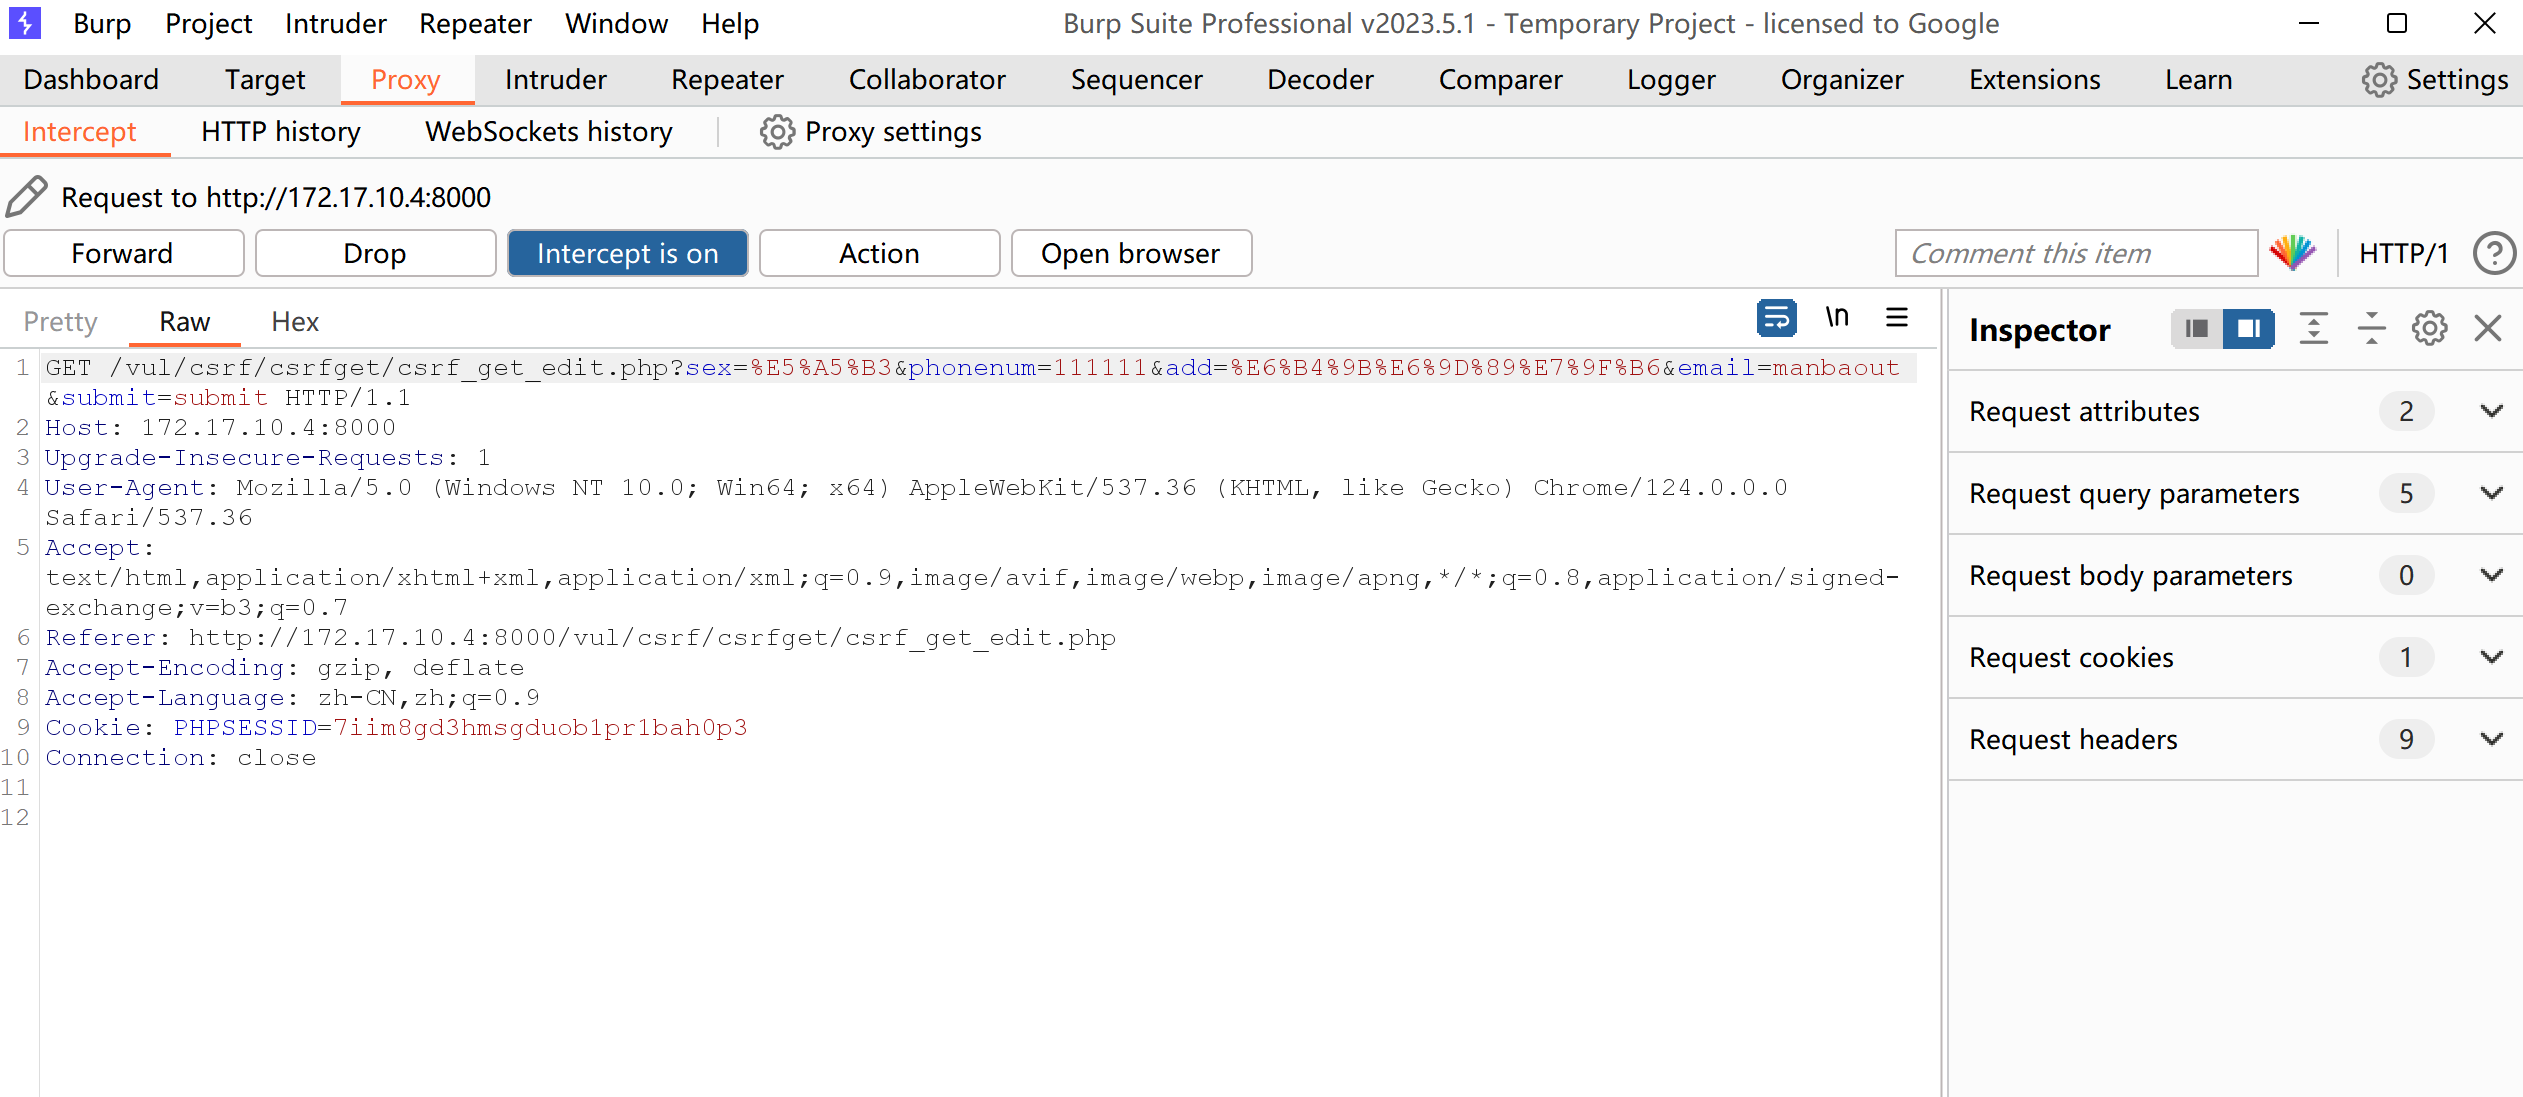 Burp Project Intruder Repeater Window Help Burp Suite Professional v2023.5.1 - Temporary Project - licensed to Google
Dashboard Target Proxy Intruder Repeater Collaborator Sequencer Decoder Comparer Logger Organizer Extensions Learn Settings
Intercept HTTP history WebSockets history Proxy settings
Request to http://172.17.10.4:8000
Forward Drop Intercept is on Action Open browser Comment this item HTTP/1 ?
Pretty Raw Hex \n
Inspector
1 GET /vul/csrf/csrfget/csrf_get_edit.php?sex=%E5%A5%B3&phonenum=111111&add=%E6%B4%9B%E6%9D%89%E7%9F%B6&email=manbaout
&submit=submit HTTP/1.1
2 Host: 172.17.10.4:8000
3 Upgrade-Insecure-Requests: 1
4 User-Agent: Mozilla/5.0 (Windows NT 10.0; Win64; x64) AppleWebKit/537.36 (KHTML, like Gecko) Chrome/124.0.0.0
Safari/537.36
5 Accept:
text/html,application/xhtml+xml,application/xml;q=0.9,image/avif,image/webp,image/apng,*/*;q=0.8,application/signed-
exchange;v=b3;q=0.7
6 Referer: http://172.17.10.4:8000/vul/csrf/csrfget/csrf_get_edit.php
7 Accept-Encoding: gzip, deflate
8 Accept-Language: zh-CN,zh;q=0.9
9 Cookie: PHPSESSID=7iim8gd3hmsgduob1pr1bah0p3
10 Connection: close
11
12
Request attributes 2
Request query parameters 5
Request body parameters 0
Request cookies 1
Request headers 9